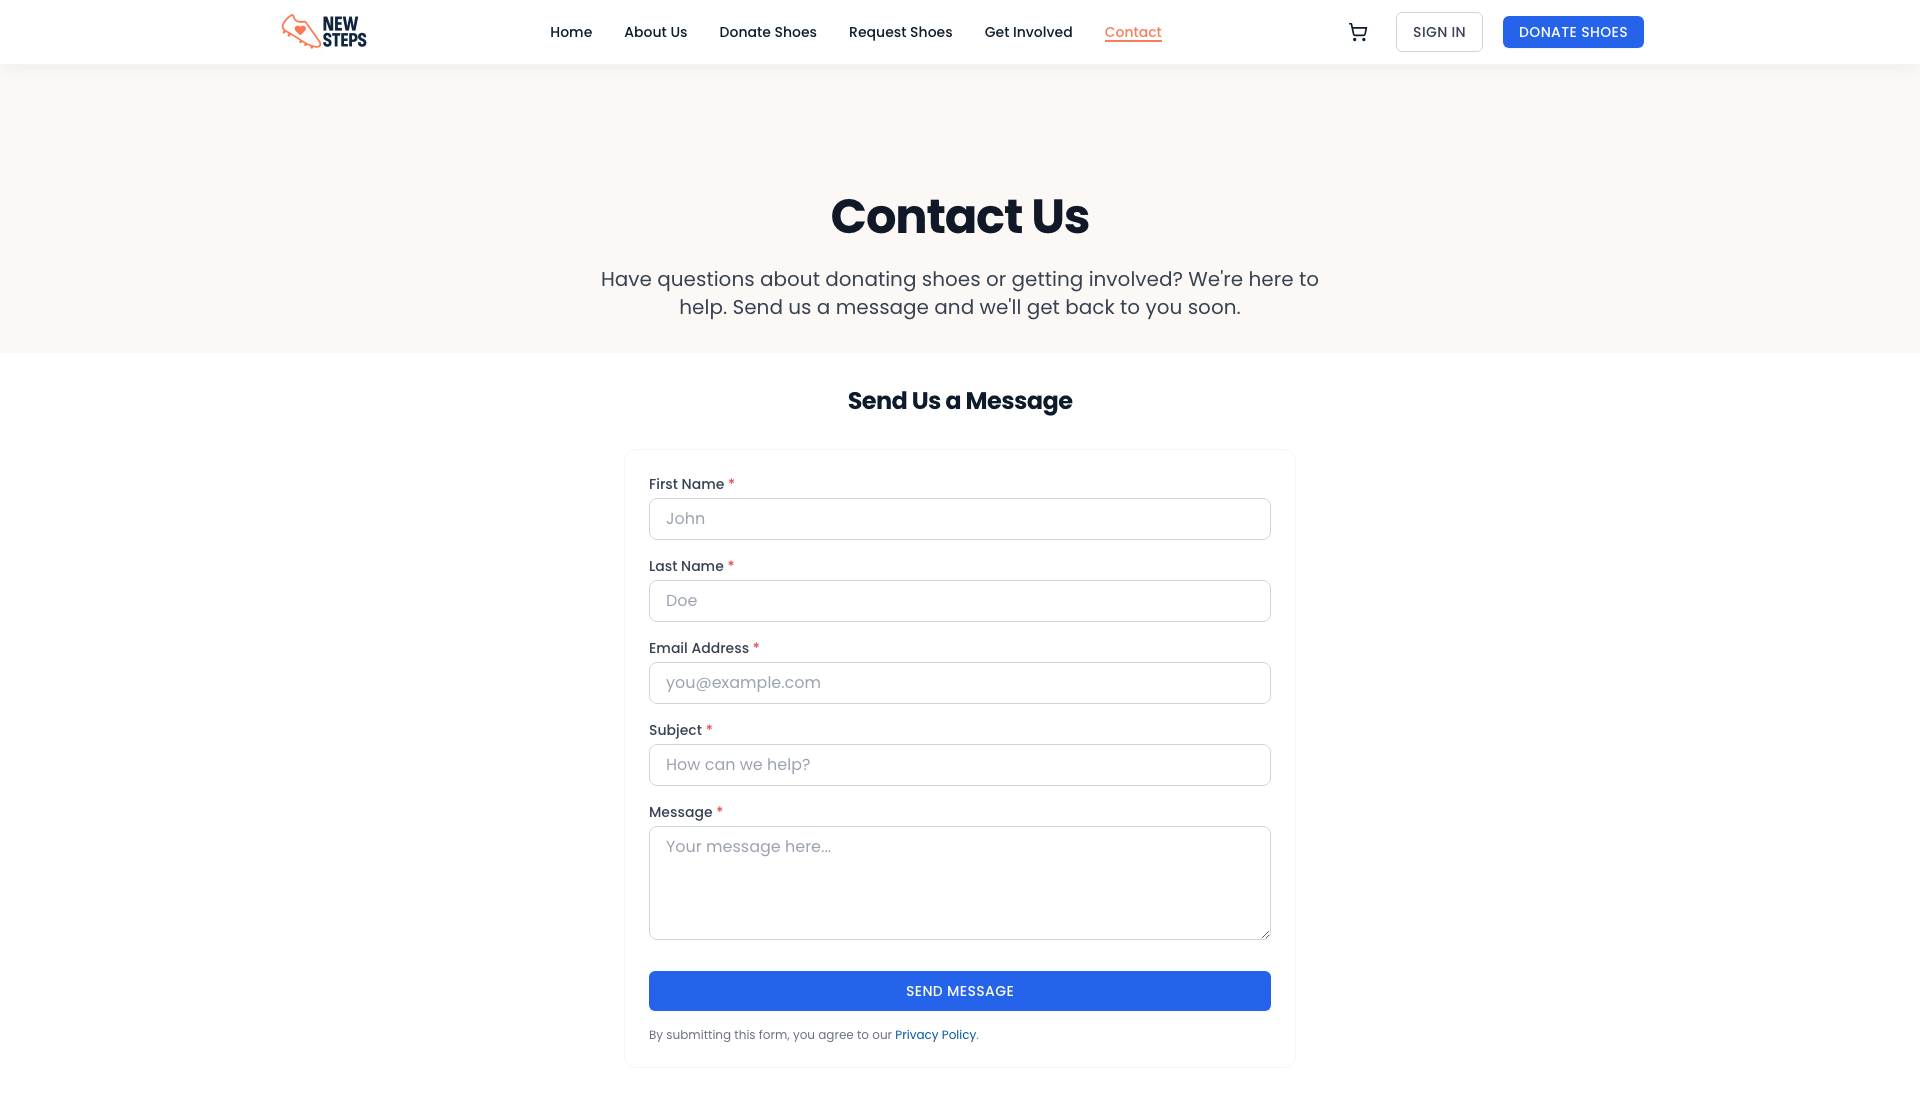 NEW
STEPS
Home
About Us
Donate Shoes
Request Shoes
Get Involved
Contact
SIGN IN
DONATE SHOES
Contact Us
Have questions about donating shoes or getting involved? We're here to
help. Send us a message and we'll get back to you soon.
Send Us a Message
First Name *
John
Last Name *
Doe
Email Address *
you@example.com
Subject *
How can we help?
Message *
Your message here...
SEND MESSAGE
By submitting this form, you agree to our Privacy Policy.